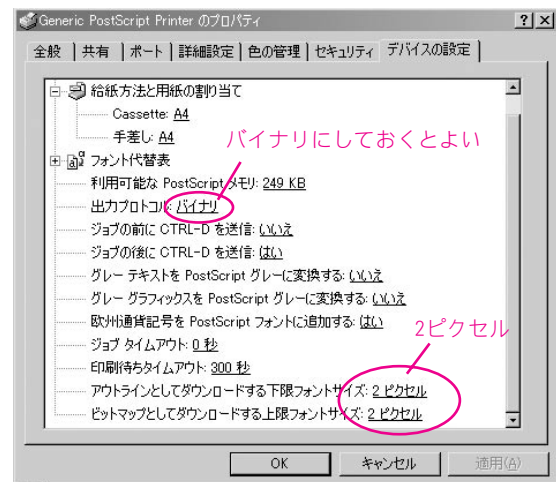 Generic PostScript Printer のプロパティ
? ×
全般 共有 ポート 詳細設定 色の管理 セキュリティ デバイスの設定
給紙方法と用紙の割り当て
Cassette: A4
手差し: A4
バイナリにしておくとよい
フォント代替表
利用可能な PostScript メモリ: 249 KB
出力プロトコル: バイナリ
ジョブの前に CTRL-D を送信: いいえ
ジョブの後に CTRL-D を送信: はい
グレー テキストを PostScript グレーに変換する: いいえ
グレー グラフィックスを PostScript グレーに変換する: いいえ
欧州通貨記号を PostScript フォントに追加する: はい
2ピクセル
ジョブ タイムアウト: 0 秒
印刷待ちタイムアウト: 300 秒
アウトラインとしてダウンロードする下限フォントサイズ: 2 ピクセル
ビットマップとしてダウンロードする上限フォントサイズ: 2 ピクセル
OK キャンセル 適用(A)